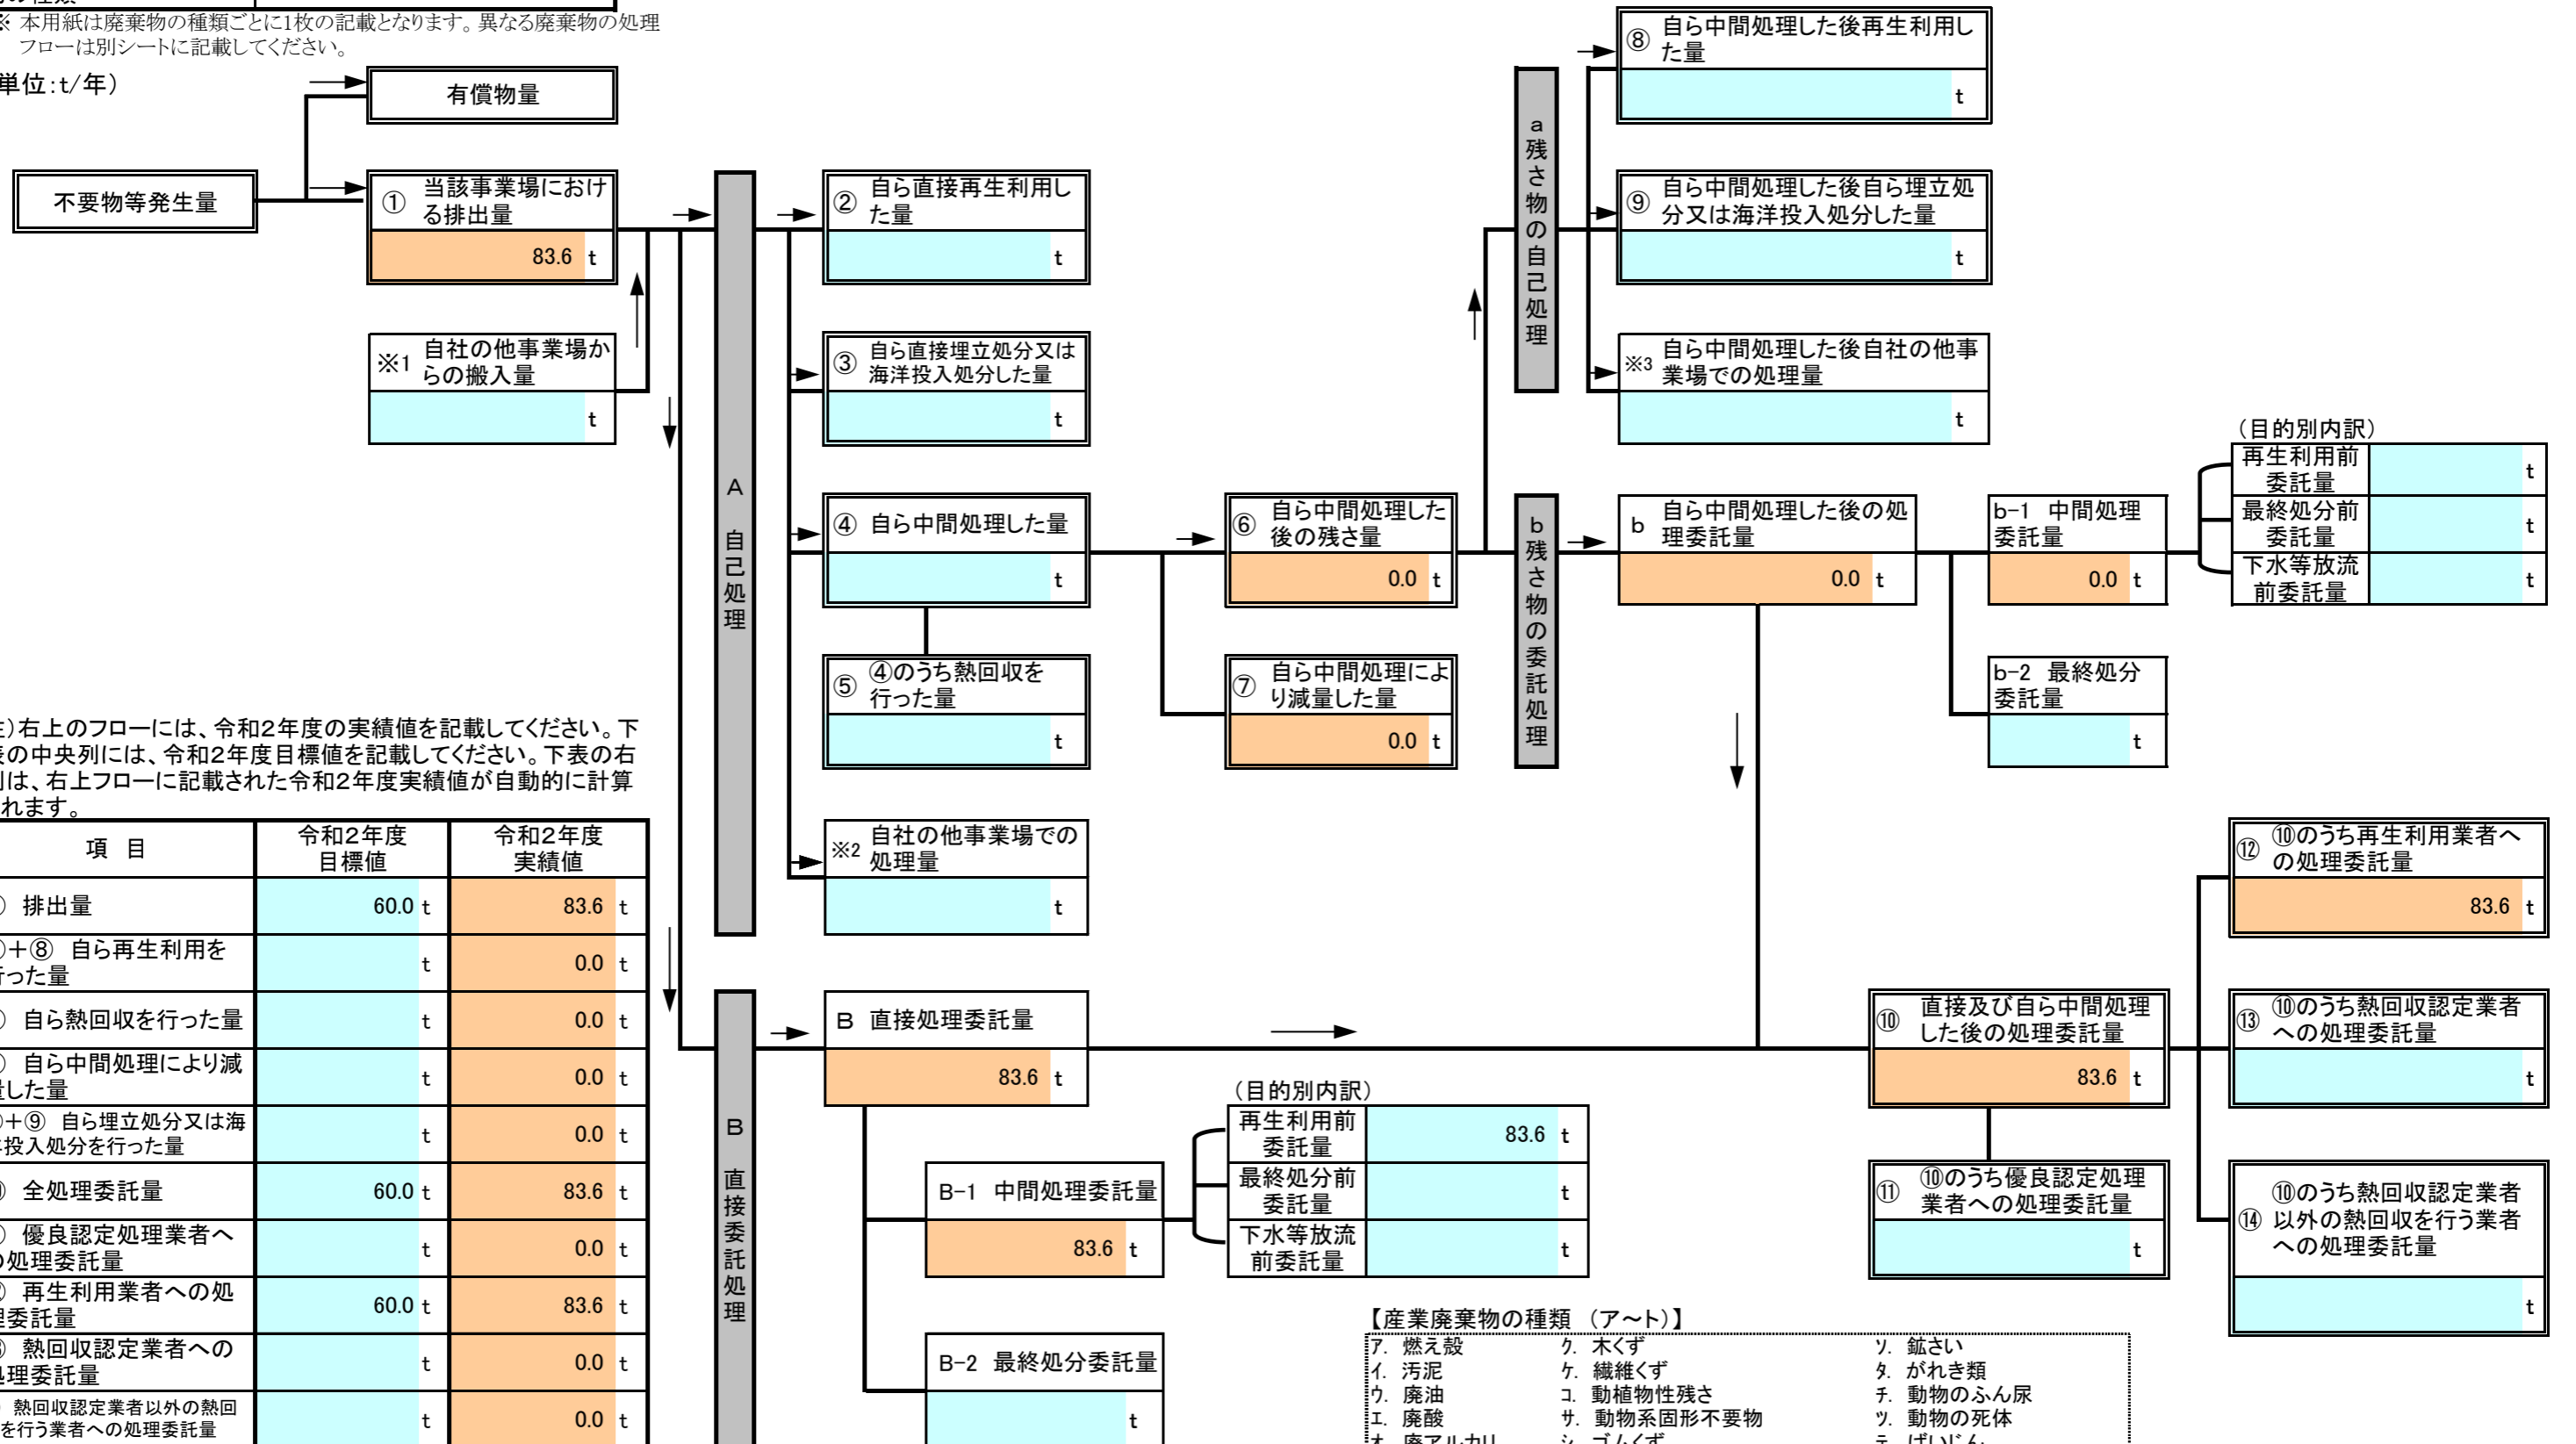 ※ 本用紙は廃棄物の種類ごとに1枚の記載となります。異なる廃棄物の処理
フローは別シートに記載してください。
単位:t/年)
有償物量
不要物等発生量
① 当該事業場におけ
る排出量
83.6 t
※1 自社の他事業場か
らの搬入量
t
A 自己処理
② 自ら直接再生利用し
た量
t
③ 自ら直接埋立処分又は
海洋投入処分した量
t
④ 自ら中間処理した量
t
⑤ ④のうち熱回収を
行った量
t
※2 自社の他事業場での
処理量
t
⑥ 自ら中間処理した
後の残さ量
0.0 t
⑦ 自ら中間処理によ
り減量した量
0.0 t
a残さ物の自己処理
⑧ 自ら中間処理した後再生利用し
た量
t
⑨ 自ら中間処理した後自ら埋立処
分又は海洋投入処分した量
t
※3 自ら中間処理した後自社の他事
業場での処理量
t
b残さ物の委託処理
b 自ら中間処理した後の処
理委託量
0.0 t
b-1 中間処理
委託量
0.0 t
b-2 最終処分
委託量
t
(目的別内訳)
再生利用前
委託量 t
最終処分前
委託量 t
下水等放流
前委託量 t
)右上のフローには、令和2年度の実績値を記載してください。下
の中央列には、令和2年度目標値を記載してください。下表の右
は、右上フローに記載された令和2年度実績値が自動的に計算
れます。
項 目 令和2年度
目標値 令和2年度
実績値
排出量 60.0 t 83.6 t
+⑧ 自ら再生利用を
行った量 t 0.0 t
自ら熱回収を行った量 t 0.0 t
自ら中間処理により減
した量 t 0.0 t
+⑨ 自ら埋立処分又は海
投入処分を行った量 t 0.0 t
全処理委託量 60.0 t 83.6 t
優良認定処理業者へ
の処理委託量 t 0.0 t
再生利用業者への処
理委託量 60.0 t 83.6 t
熱回収認定業者への
処理委託量 t 0.0 t
熱回収認定業者以外の熱回
を行う業者への処理委託量 t 0.0 t
B 直接委託処理
B 直接処理委託量
83.6 t
B-1 中間処理委託量
83.6 t
B-2 最終処分委託量
t
(目的別内訳)
再生利用前
委託量 83.6 t
最終処分前
委託量 t
下水等放流
前委託量 t
⑩ 直接及び自ら中間処理
した後の処理委託量
83.6 t
⑪ ⑩のうち優良認定処理
業者への処理委託量
t
⑫ ⑩のうち再生利用業者へ
の処理委託量
83.6 t
⑬ ⑩のうち熱回収認定業者
への処理委託量
t
⑭ ⑩のうち熱回収認定業者
以外の熱回収を行う業者
への処理委託量
t
【産業廃棄物の種類 (ア~ト)】
ア. 燃え殻 ク. 木くず ソ. 鉱さい
イ. 汚泥 ケ. 繊維くず タ. がれき類
ウ. 廃油 コ. 動植物性残さ チ. 動物のふん尿
エ. 廃酸 サ. 動物系固形不要物 ツ. 動物の死体
オ. 廃アルカリ シ. ゴムくず テ. ばいじん